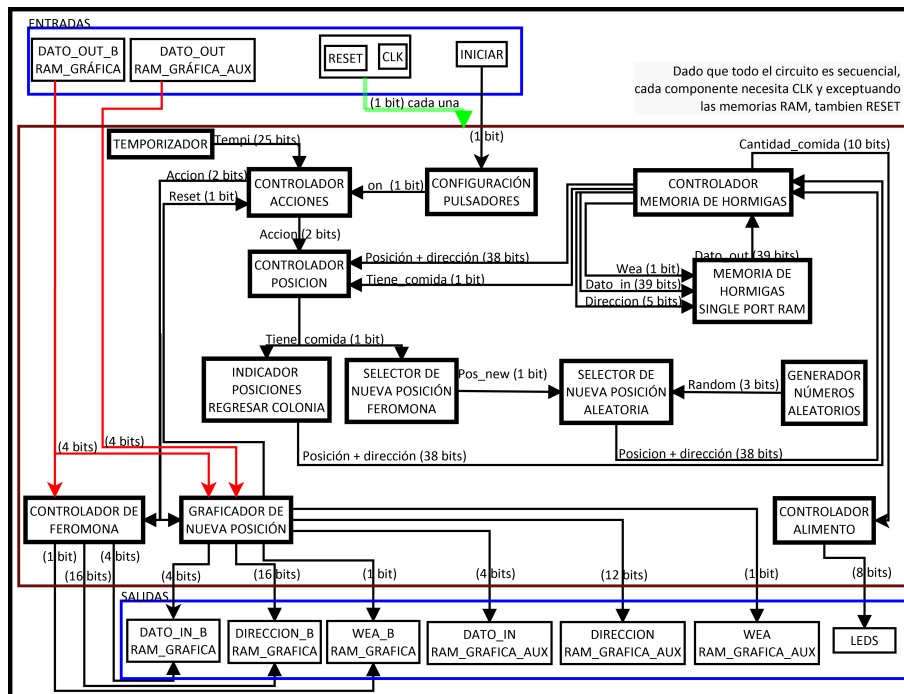 ENTRADAS
DATO_OUT_B
RAM_GRÁFICA
DATO_OUT
RAM_GRÁFICA_AUX
RESET
CLK
INICIAR
Dado que todo el circuito es secuencial,
cada componente necesita CLK y exceptuando
las memorias RAM, tambien RESET
(1 bit) cada una
(1 bit)
Cantidad_comida (10 bits)
TEMPORIZADOR
Tempi (25 bits)
Accion (2 bits)
Reset (1 bit)
CONTROLADOR
ACCIONES
on (1 bit)
CONFIGURACIÓN
PULSADORES
CONTROLADOR
MEMORIA DE HORMIGAS
Accion (2 bits)
CONTROLADOR
POSICION
Posición + dirección (38 bits)
Tiene_comida (1 bit)
Dato_out (39 bits)
Wea (1 bit)
Dato_in (39 bits)
Direccion (5 bits)
MEMORIA DE
HORMIGAS
SINGLE PORT RAM
Tiene_comida (1 bit)
INDICADOR
POSICIONES
REGRESAR COLONIA
SELECTOR DE
NUEVA POSICIÓN
FEROMONA
Pos_new (1 bit)
SELECTOR DE
NUEVA POSICIÓN
ALEATORIA
Random (3 bits)
GENERADOR
NÚMEROS
ALEATORIOS
(4 bits)
(4 bits)
Posición + dirección (38 bits)
Posicion + dirección (38 bits)
CONTROLADOR DE
FEROMONA
GRAFICADOR DE
NUEVA POSICIÓN
CONTROLADOR
ALIMENTO
(1 bit)
(16 bits)
(4 bits)
(4 bits)
(16 bits)
(1 bit)
(4 bits)
(12 bits)
(1 bit)
(8 bits)
SALIDAS
DATO_IN_B
RAM_GRAFICA
DIRECCION_B
RAM_GRAFICA
WEA_B
RAM_GRAFICA
DATO_IN
RAM_GRAFICA_AUX
DIRECCION
RAM_GRAFICA_AUX
WEA
RAM_GRAFICA_AUX
LEDS